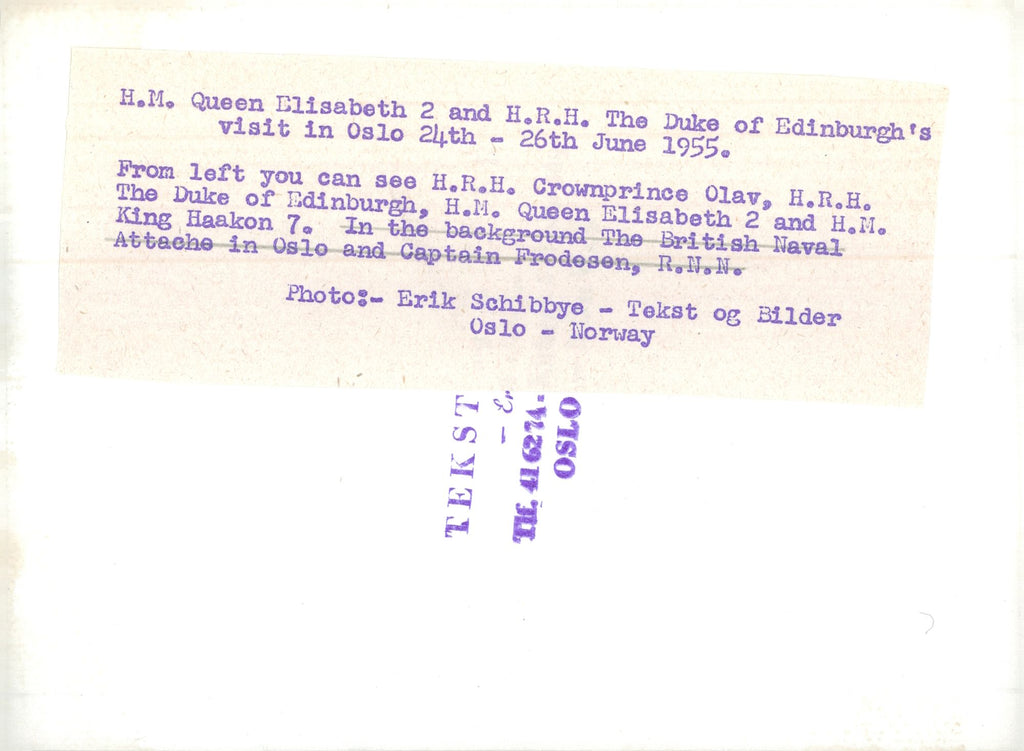 H.M. Queen Elisabeth 2 and H.R.H. The Duke of Edinburgh's
visit in Oslo 24th - 26th June 1955.
From left you can see H.R.H. Crownprince Olav, H.R.H.
The Duke of Edinburgh, H.M. Queen Elisabeth 2 and H.M.
King Haakon 7. In the background The British Naval
Attache in Oslo and Captain Frodesen, R.N.N.
Photo:- Erik Schibbye - Tekst og Bilder
Oslo - Norway
TEKST
- Er
Tlf. 416274.
OSLO